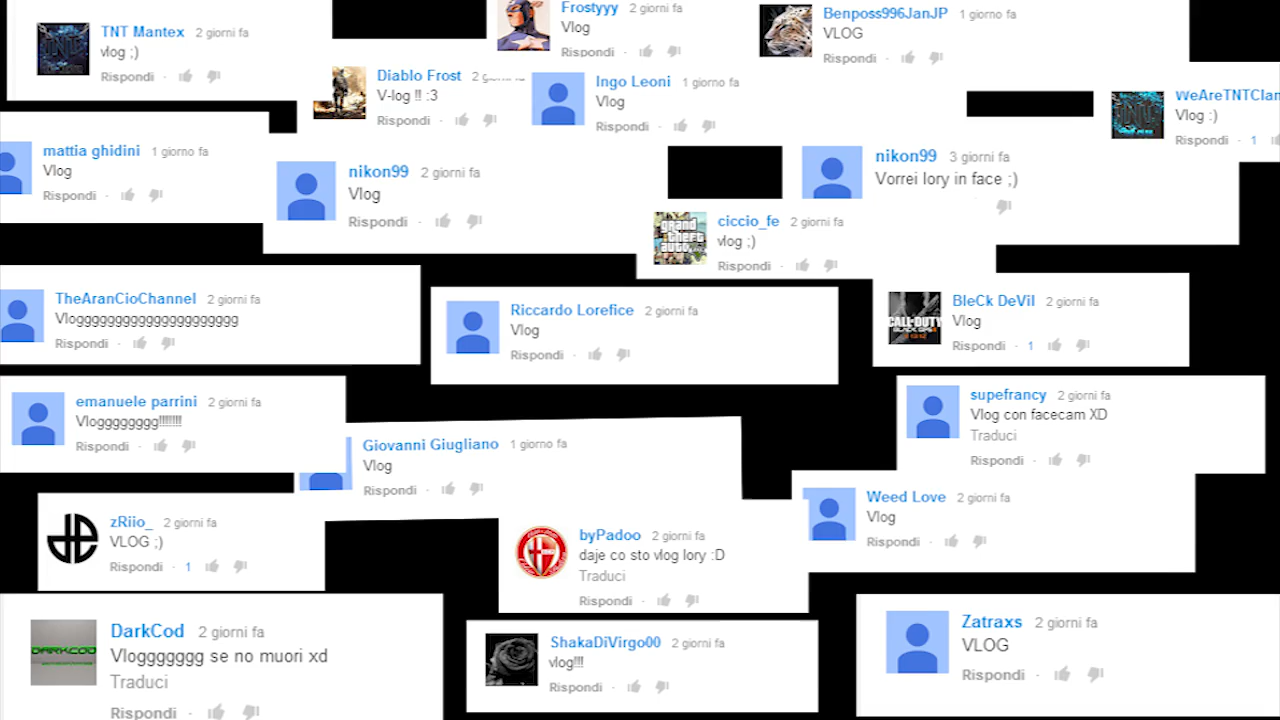 TNT Mantex 2 giorni fa
vlog ;)
Rispondi ·
Frostyyy 2 giorni fa
Vlog
Rispondi ·
Benposs996JanJP 1 giorno fa
VLOG
Rispondi ·
Diablo Frost 2
V-log !! :3
Rispondi ·
Ingo Leoni 1 giorno fa
Vlog
Rispondi ·
WeAreTNTClan
Vlog :)
Rispondi · 1
mattia ghidini 1 giorno fa
Vlog
Rispondi ·
nikon99 2 giorni fa
Vlog
Rispondi ·
nikon99 3 giorni fa
Vorrei lory in face ;)
ciccio_fe 2 giorni fa
vlog ;)
Rispondi ·
TheAranCioChannel 2 giorni fa
Vlogggggggggggggggggggggg
Rispondi ·
Riccardo Lorefice 2 giorni fa
Vlog
Rispondi ·
BleCk DeVil 2 giorni fa
Vlog
Rispondi · 1
emanuele parrini 2 giorni fa
Vlogggggggg!!!!!!!!
Rispondi ·
Giovanni Giugliano 1 giorno fa
Vlog
Rispondi ·
supefrancy 2 giorni fa
Vlog con facecam XD
Traduci
Rispondi ·
zRiio_ 2 giorni fa
VLOG ;)
Rispondi · 1
byPadoo 2 giorni fa
daje co sto vlog lory :D
Traduci
Rispondi ·
Weed Love 2 giorni fa
Vlog
Rispondi ·
DARKCOD
DarkCod 2 giorni fa
Vloggggggg se no muori xd
Traduci
Rispondi ·
ShakaDiVirgo00 2 giorni fa
vlog!!!
Rispondi ·
Zatraxs 2 giorni fa
VLOG
Rispondi ·